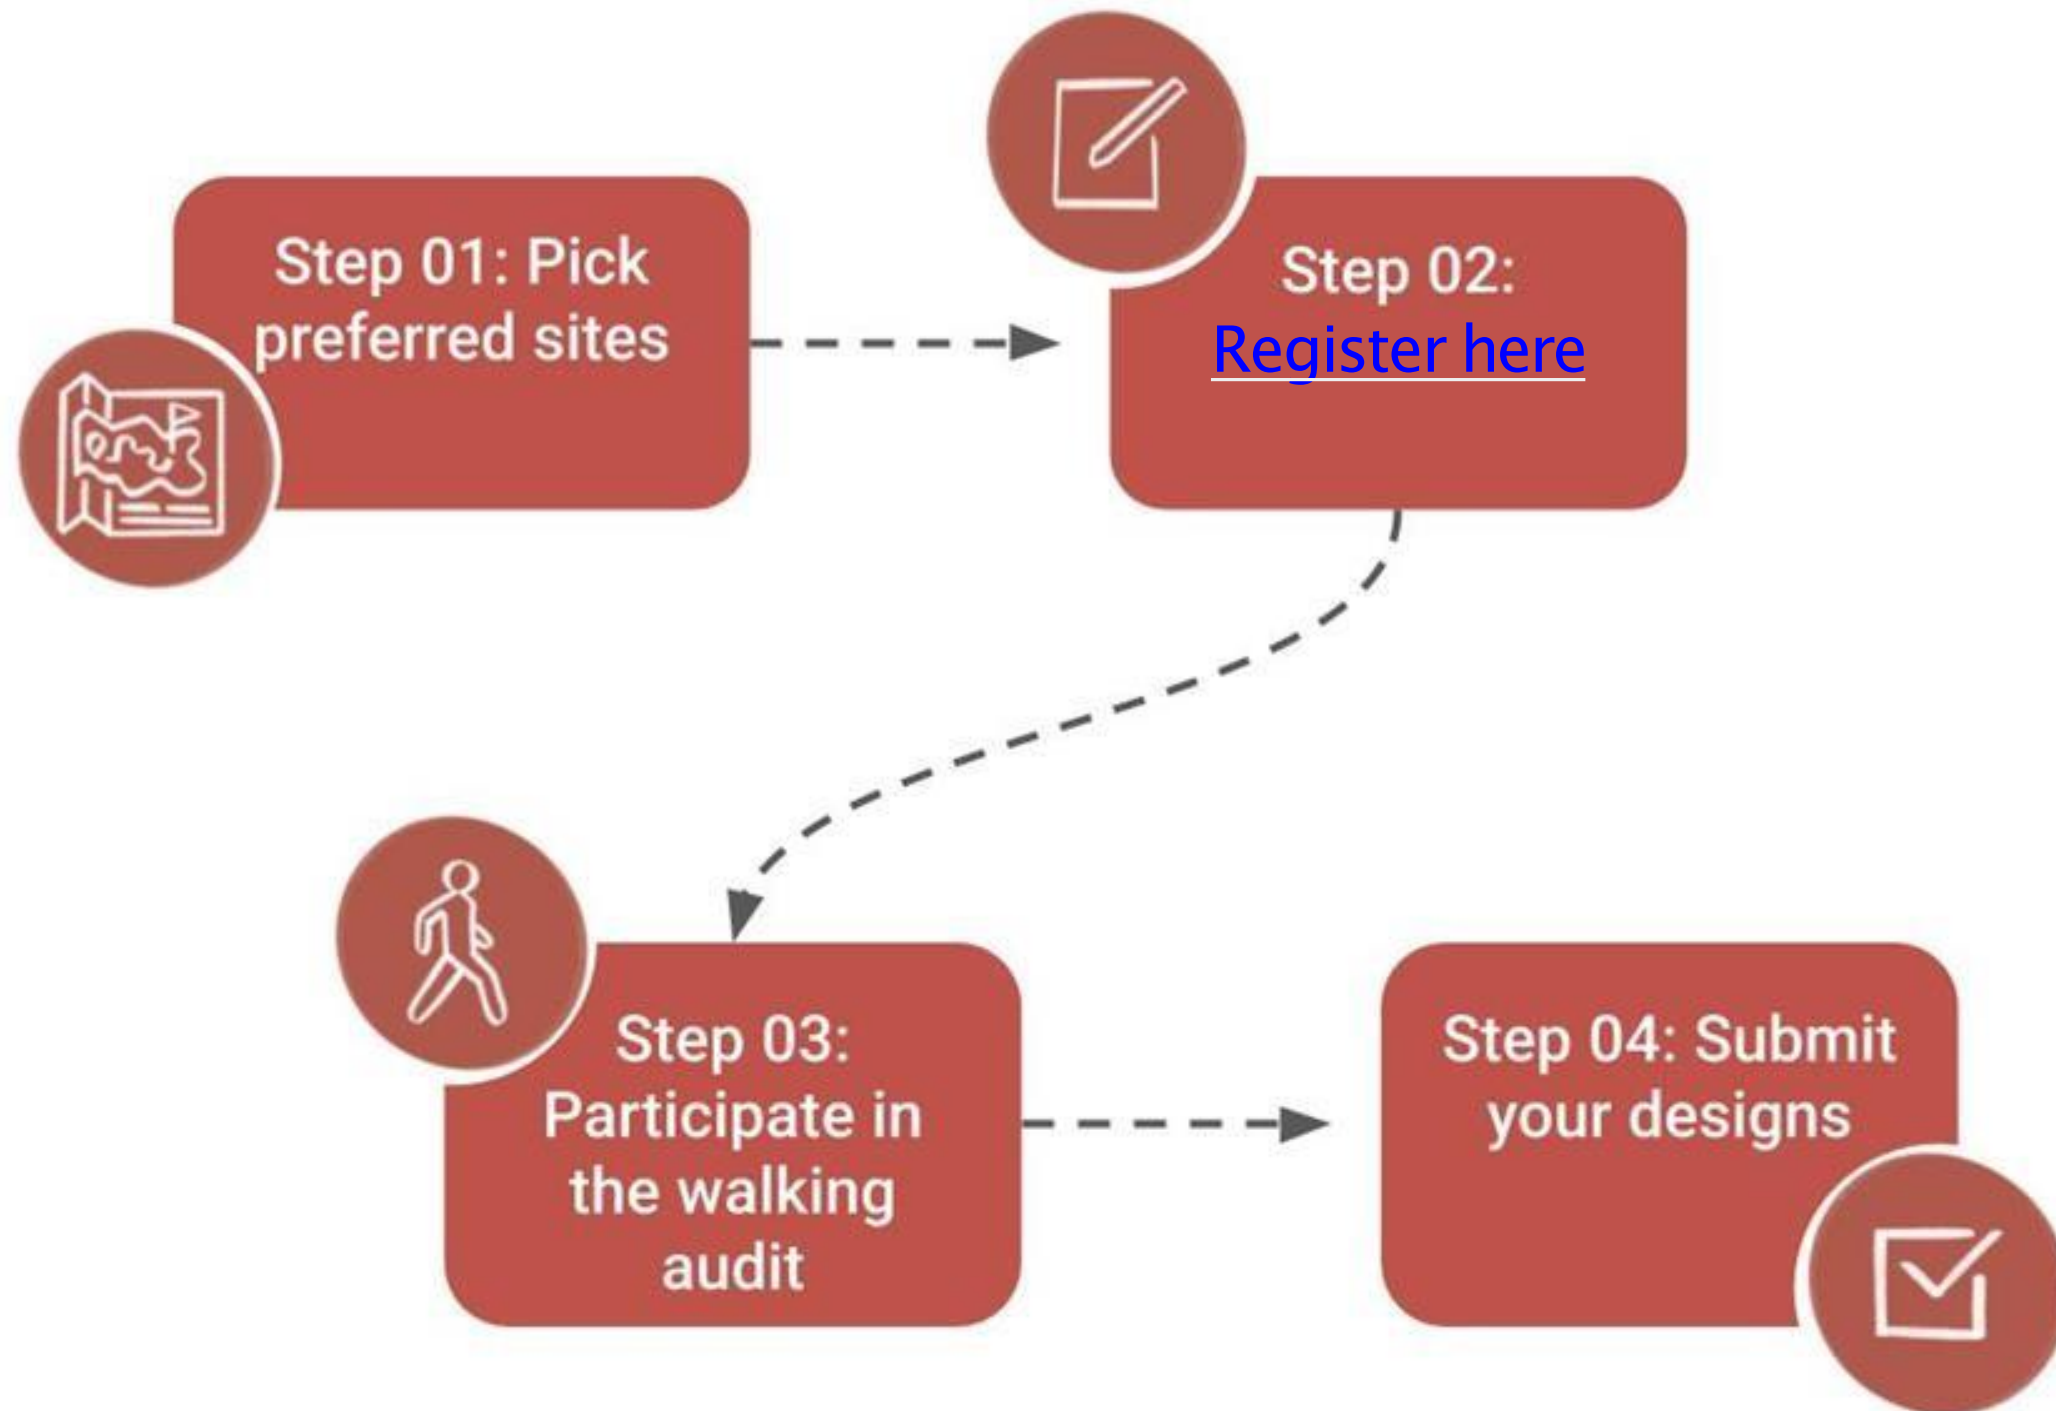 Step 01: Pick
preferred sites
Step 02:
Register here
Step 03:
Participate in
the walking
audit
Step 04: Submit
your designs